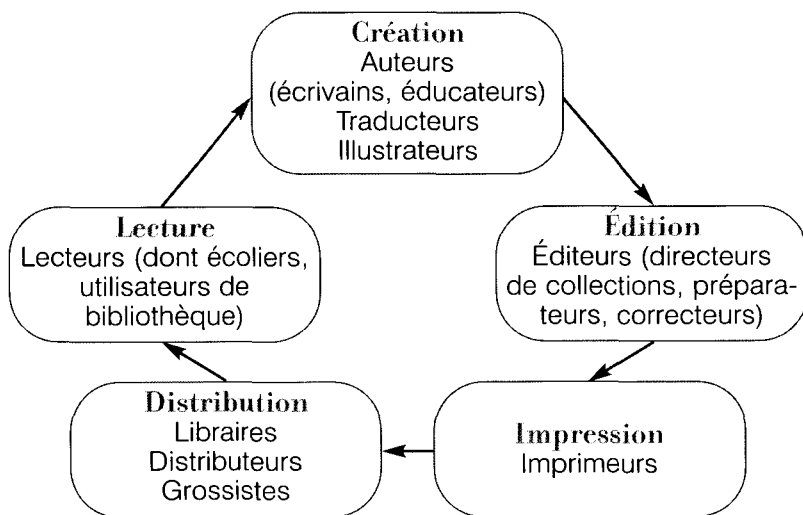 Création
Auteurs
(écrivains, éducateurs)
Traducteurs
Illustrateurs
Édition
Éditeurs (directeurs
de collections, prépara-
teurs, correcteurs)
Impression
Imprimeurs
Distribution
Libraires
Distributeurs
Grossistes
Lecture
Lecteurs (dont écoliers,
utilisateurs de
bibliothèque)